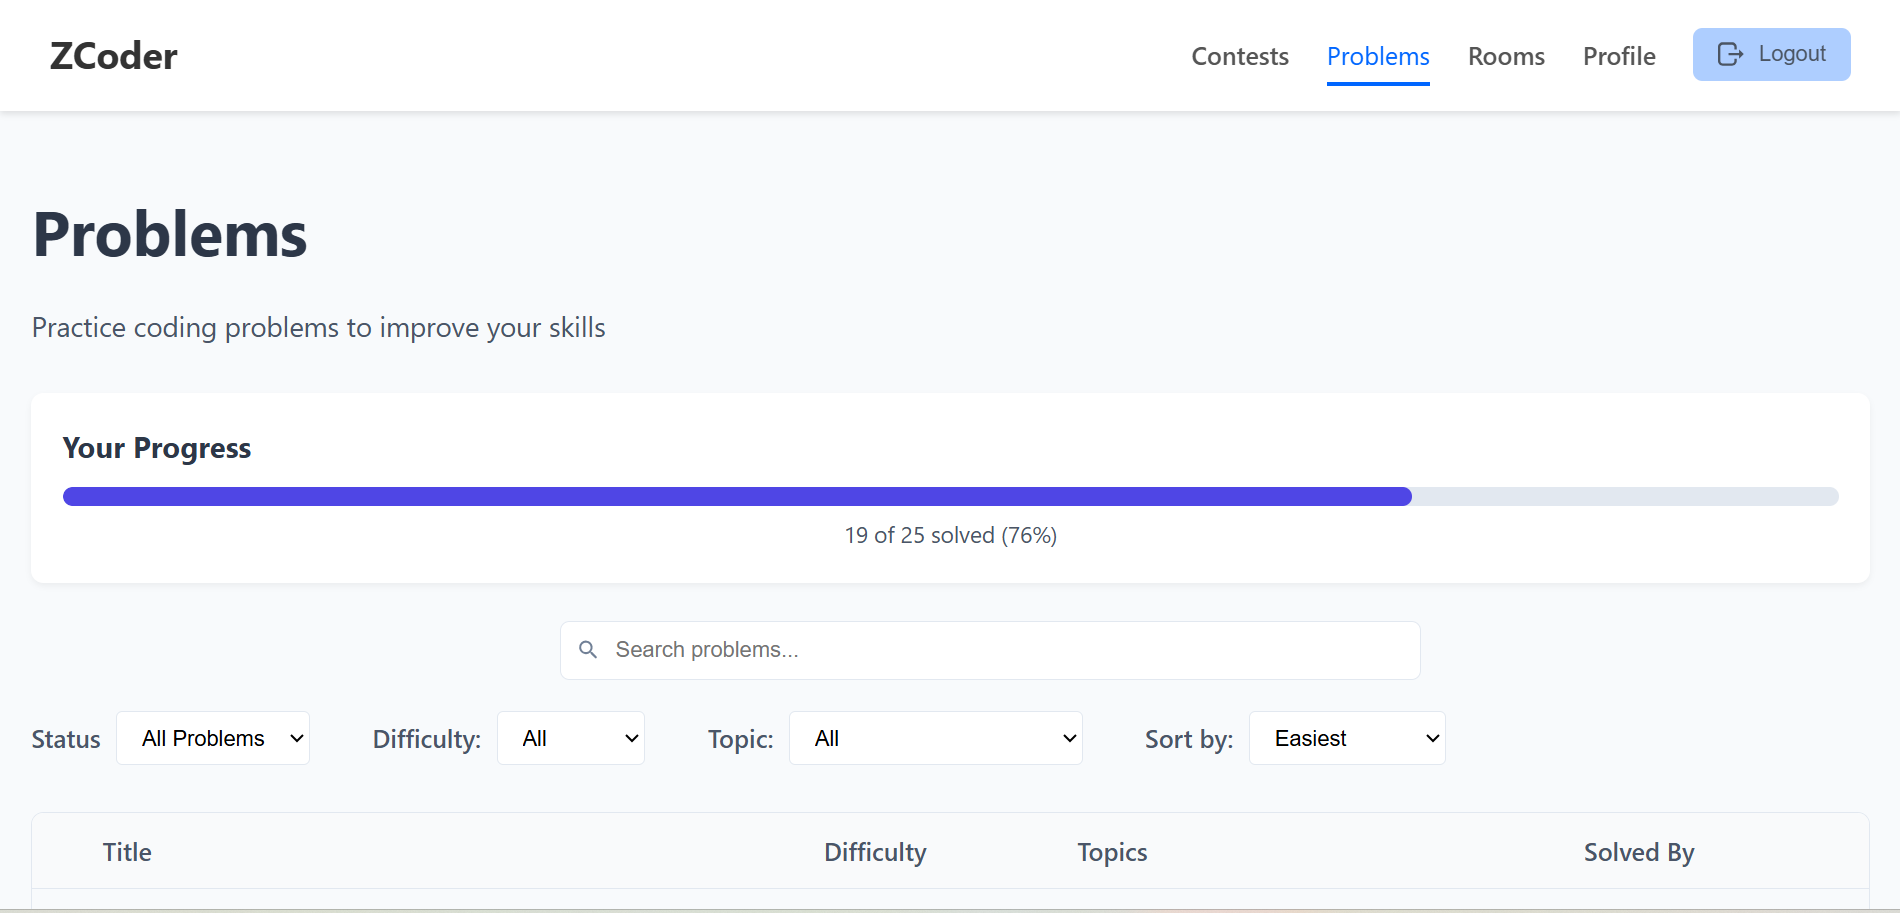 ZCoder
Contests Problems Rooms Profile Logout
Problems
Practice coding problems to improve your skills
Your Progress
19 of 25 solved (76%)
Search problems...
Status All Problems Difficulty: All Topic: All Sort by: Easiest
Title Difficulty Topics Solved By